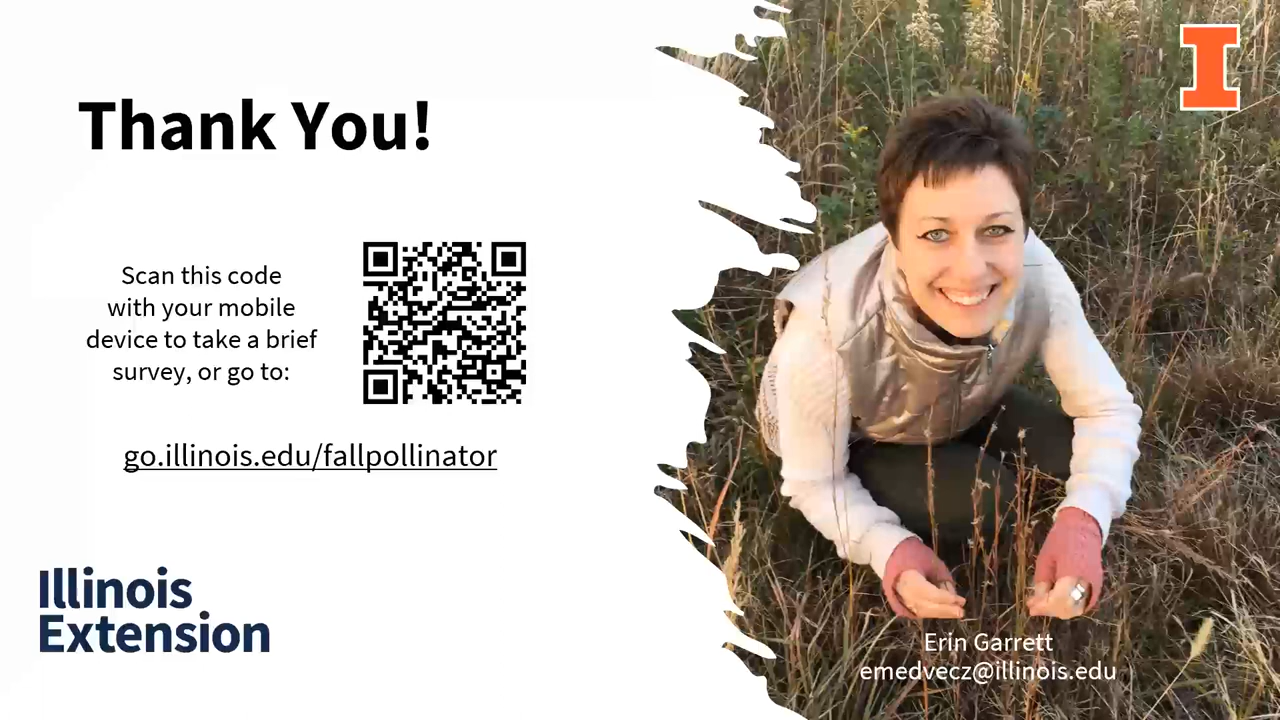 Thank You!
Scan this code
with your mobile
device to take a brief
survey, or go to:
go.illinois.edu/fallpollinator
Illinois
Extension
I
Erin Garrett
emedvecz@illinois.edu